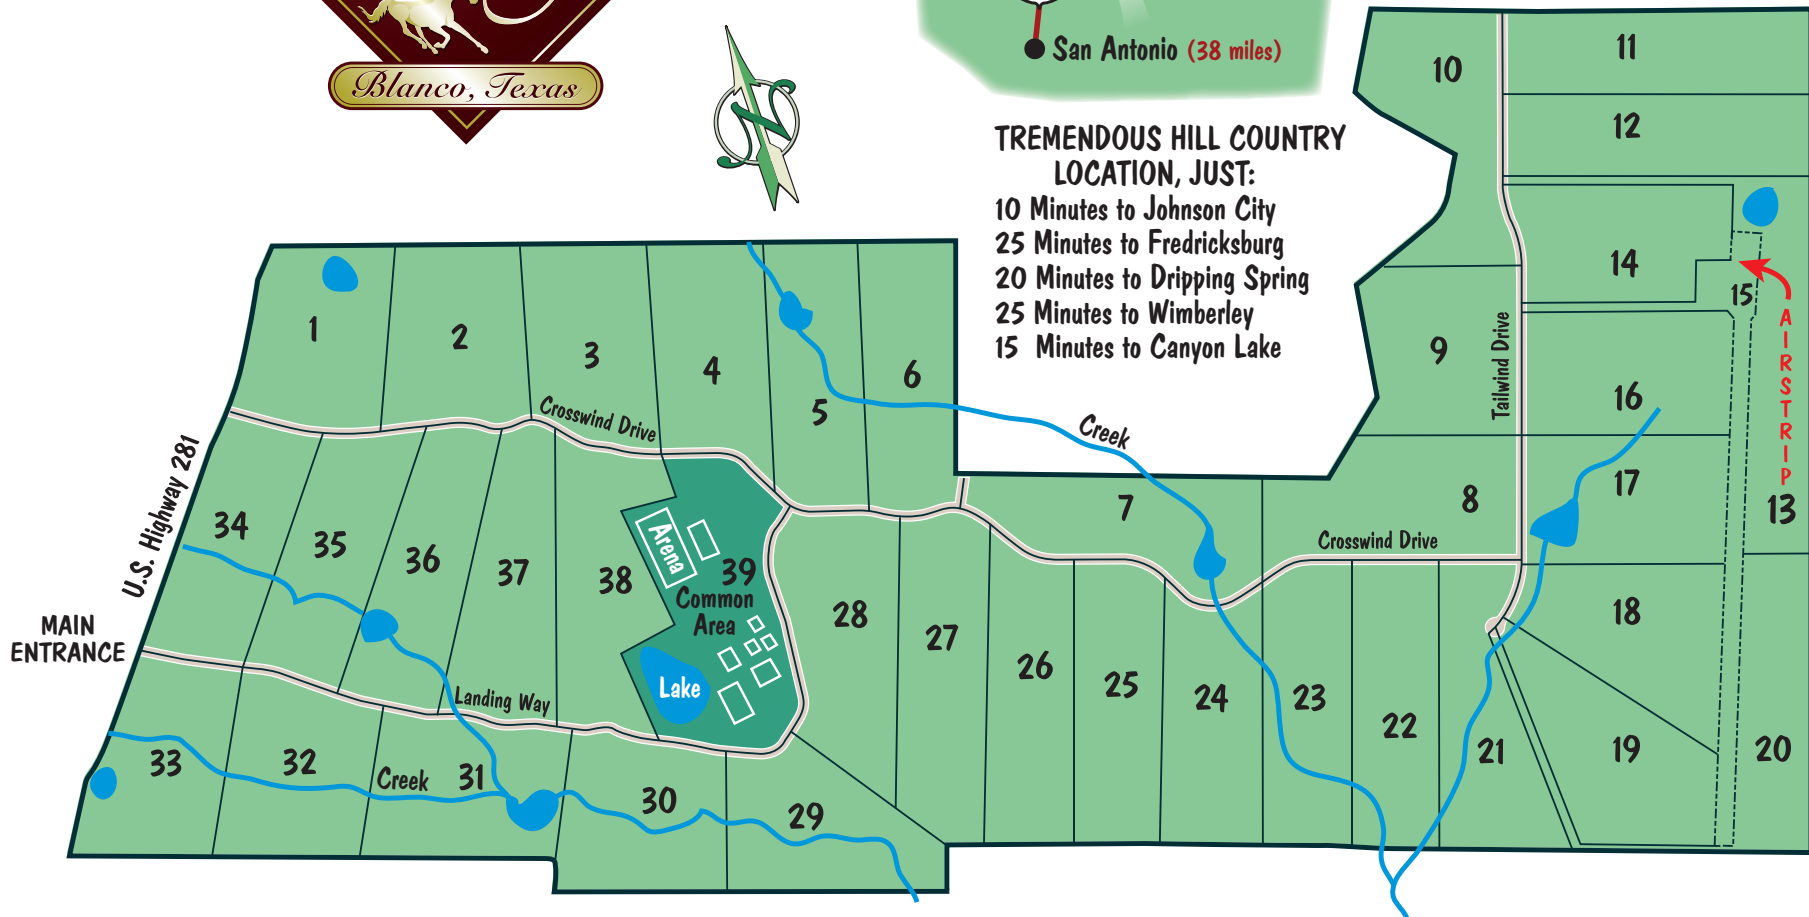 Blanco, Texas
N
San Antonio (38 miles)
TREMENDOUS HILL COUNTRY
LOCATION, JUST:
10 Minutes to Johnson City
25 Minutes to Fredricksburg
20 Minutes to Dripping Spring
25 Minutes to Wimberley
15 Minutes to Canyon Lake
10
11
12
14
15
AIRSTRIP
13
9
Tailwind Drive
16
17
8
Crosswind Drive
7
Creek
1
2
3
4
5
6
Crosswind Drive
U.S. Highway 281
MAIN
ENTRANCE
34
35
36
37
38
Arena
39
Common
Area
Lake
Landing Way
28
27
26
25
24
23
22
21
18
19
20
33
32
Creek
31
30
29